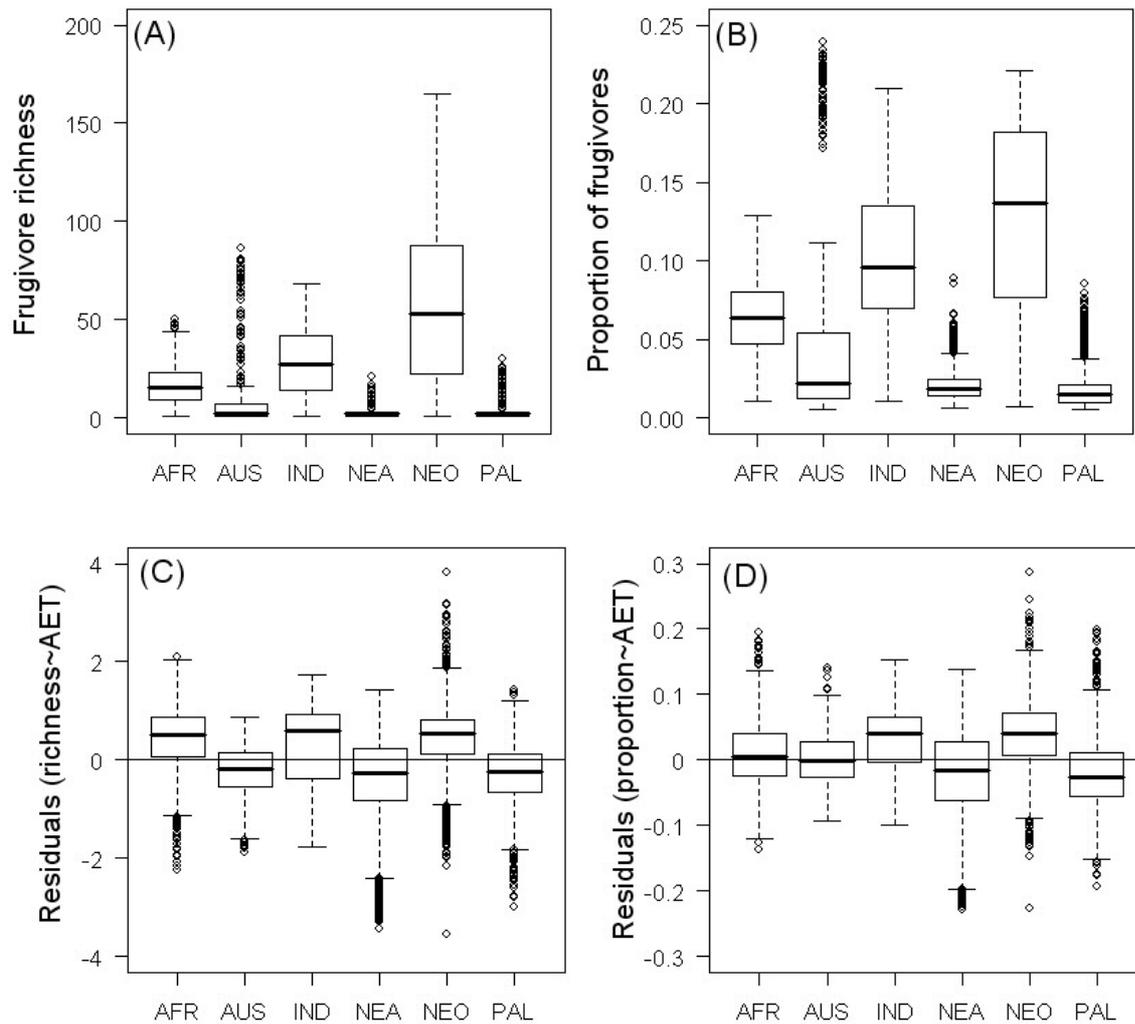 (A)
Frugivore richness
200
150
100
50
0
AFR AUS IND NEA NEO PAL
(B)
Proportion of frugivores
0.25
0.20
0.15
0.10
0.05
0.00
AFR AUS IND NEA NEO PAL
(C)
Residuals (richness~AET)
4
2
0
-2
-4
AFR AUS IND NEA NEO PAL
(D)
Residuals (proportion~AET)
0.3
0.2
0.1
0
-0.1
-0.2
-0.3
AFR AUS IND NEA NEO PAL